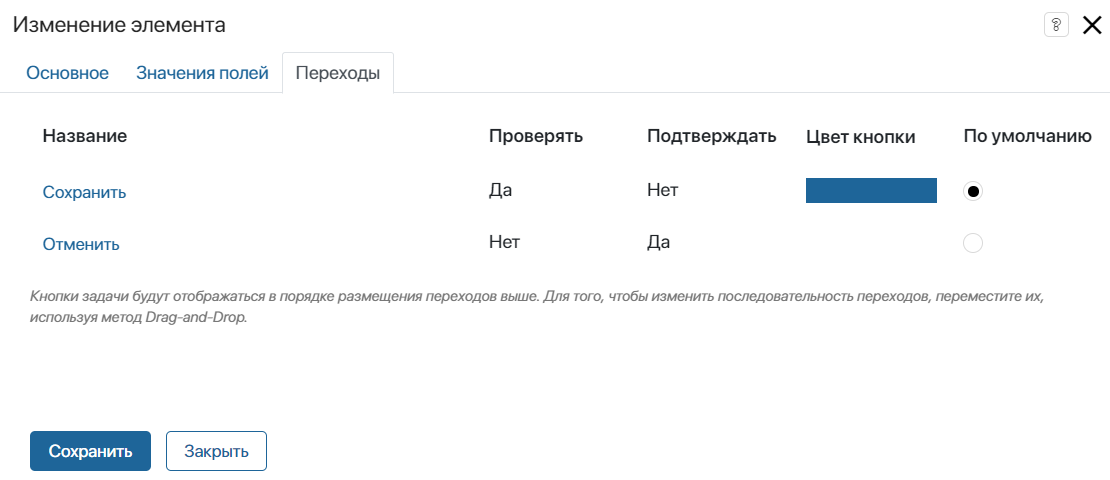 Изменение элемента
?
Основное Значения полей Переходы
Название Проверять Подтверждать Цвет кнопки По умолчанию
Сохранить Да Нет
Отменить Нет Да
Кнопки задачи будут отображаться в порядке размещения переходов выше. Для того, чтобы изменить последовательность переходов, переместите их,
используя метод Drag-and-Drop.
Сохранить Закрыть